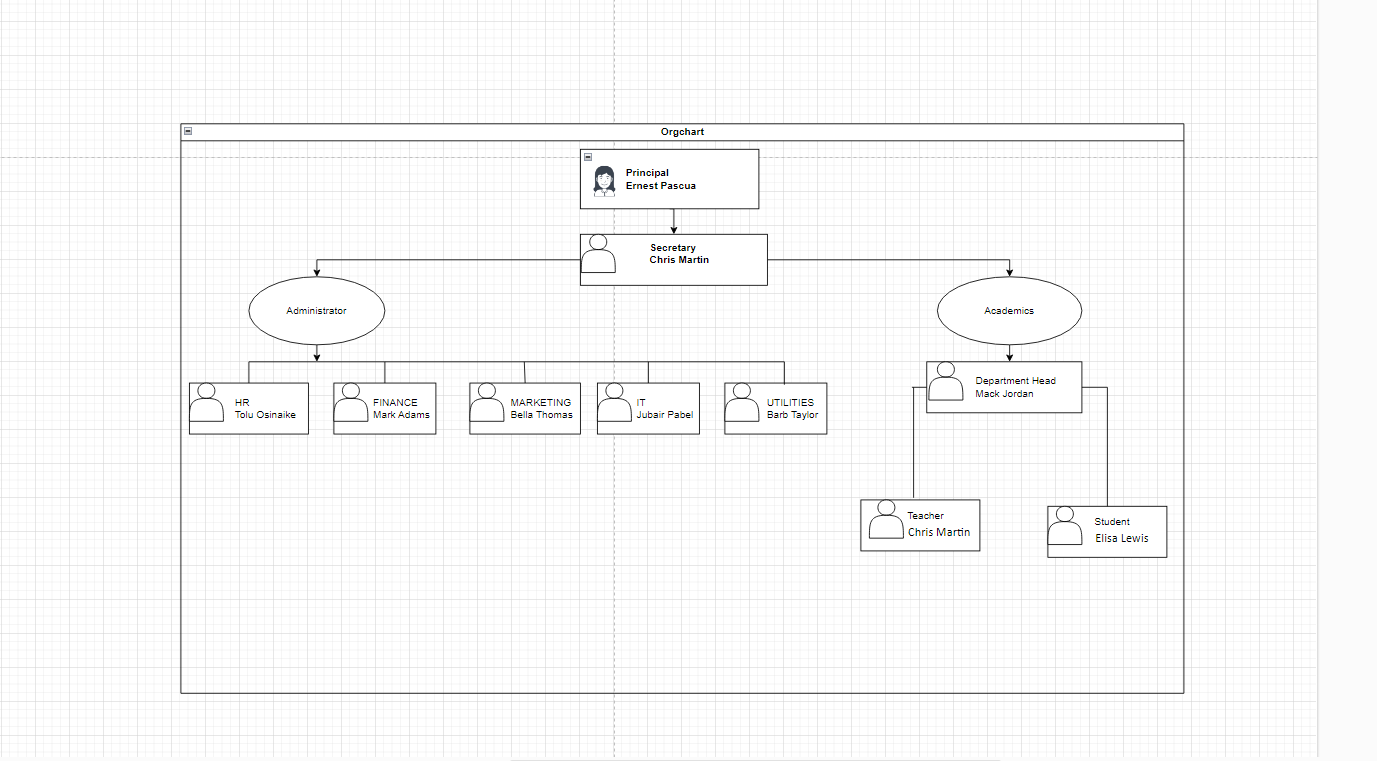 Orgchart
Principal
Ernest Pascua
Secretary
Chris Martin
Administrator
Academics
HR
Tolu Osinaike
FINANCE
Mark Adams
MARKETING
Bella Thomas
IT
Jubair Pabel
UTILITIES
Barb Taylor
Department Head
Mack Jordan
Teacher
Chris Martin
Student
Elisa Lewis